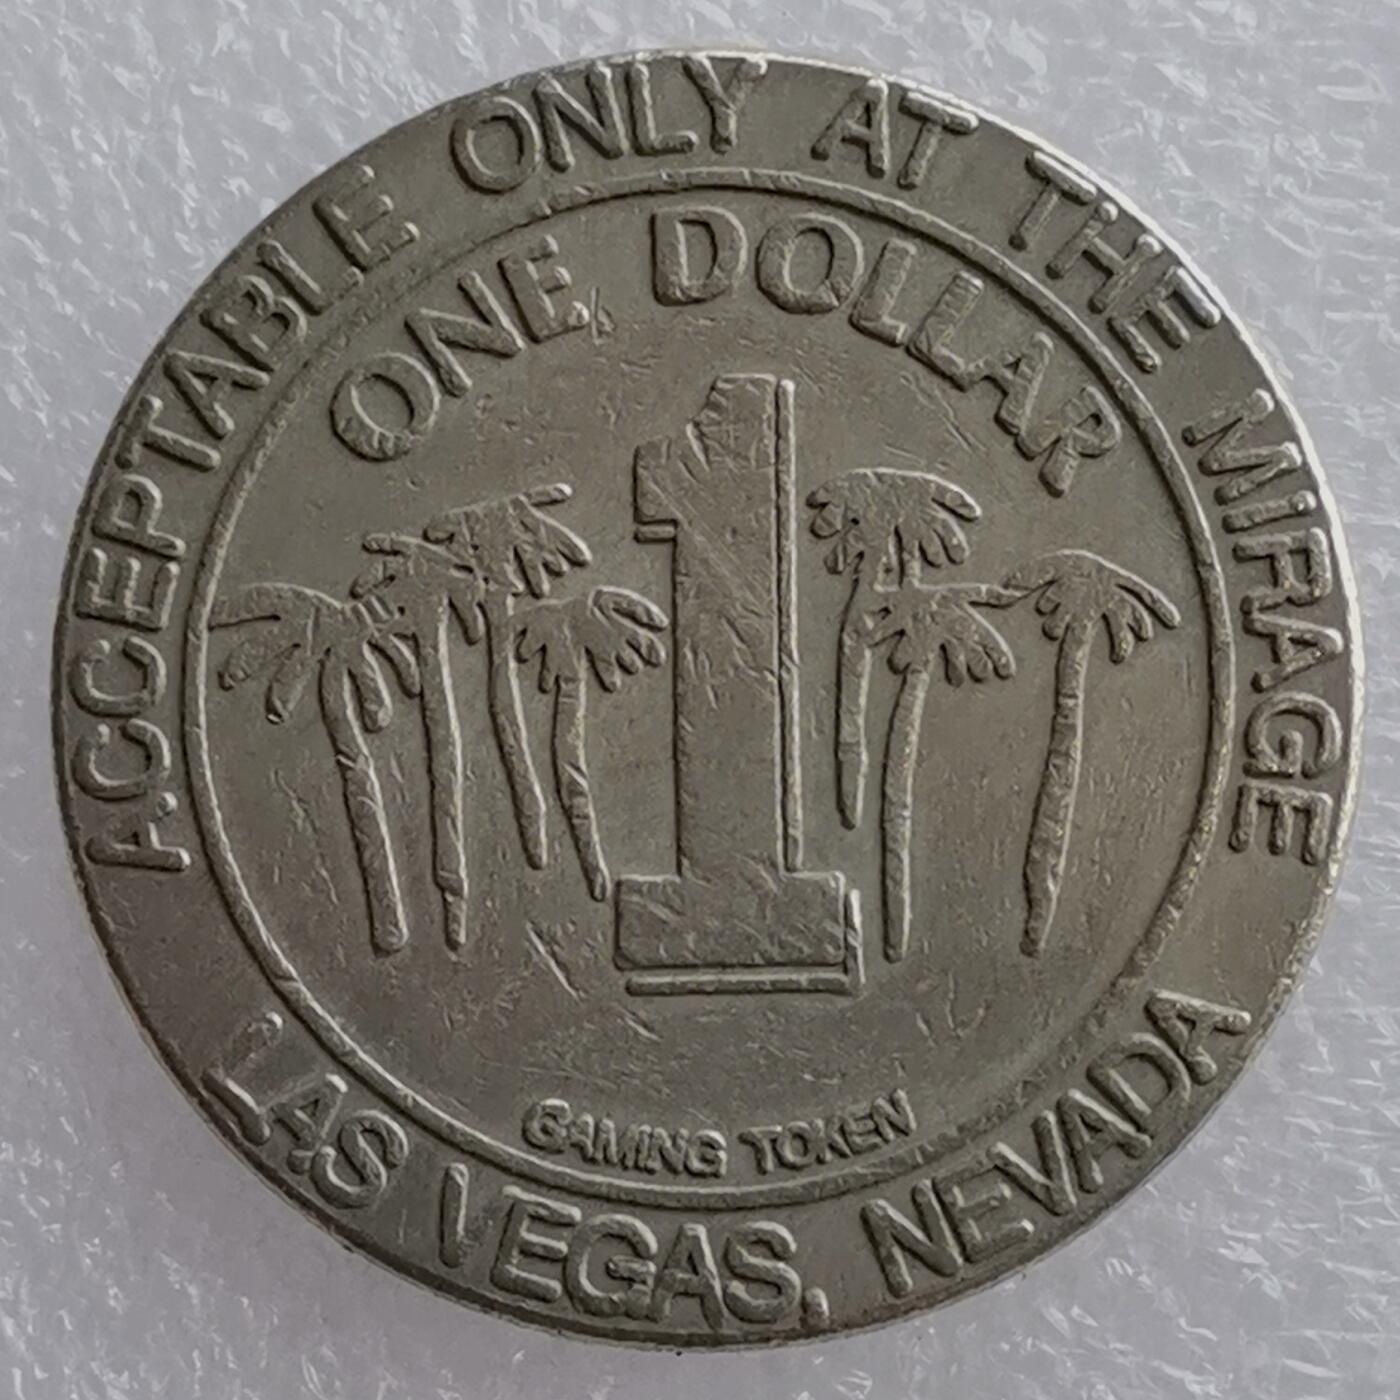 ACCEPTABLE ONLY AT THE MIRAGE
ONE DOLLAR
1
GAMING TOKEN
LAS VEGAS, NEVADA